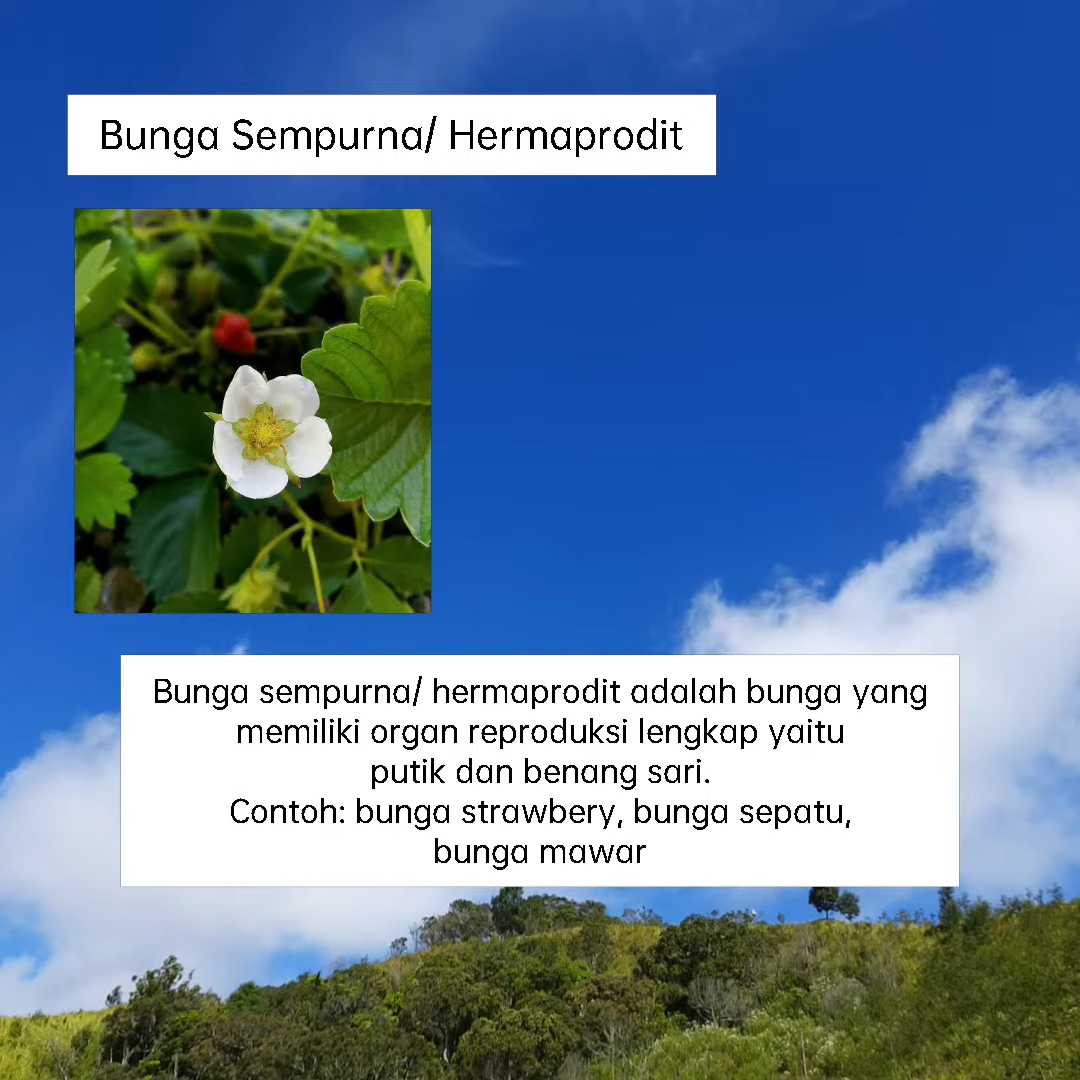 Bunga Sempurna/ Hermaprodit
Bunga sempurna/ hermaprodit adalah bunga yang
memiliki organ reproduksi lengkap yaitu
putik dan benang sari.
Contoh: bunga strawbery, bunga sepatu,
bunga mawar